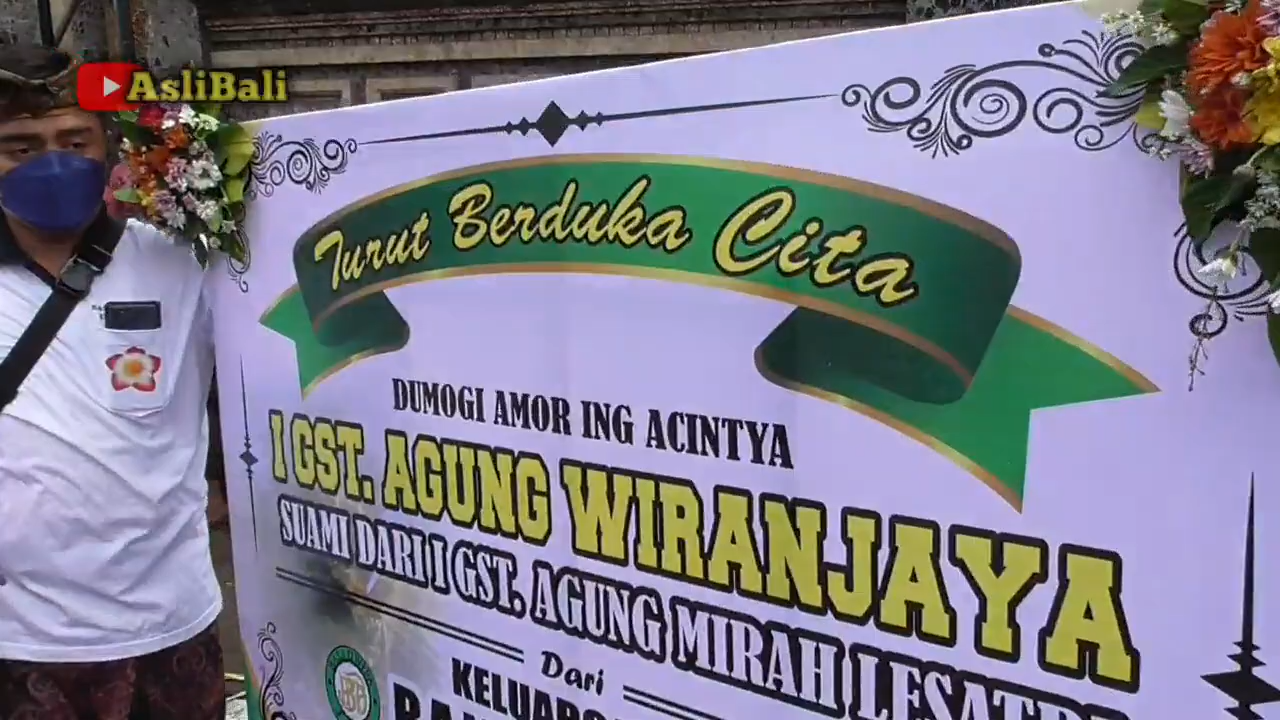 AsliBali
Turut Berduka Cita
DUMOGI AMOR ING ACINTYA
I GST. AGUNG WIRANJAYA
SUAMI DARI I GST. AGUNG MIRAH
Dari